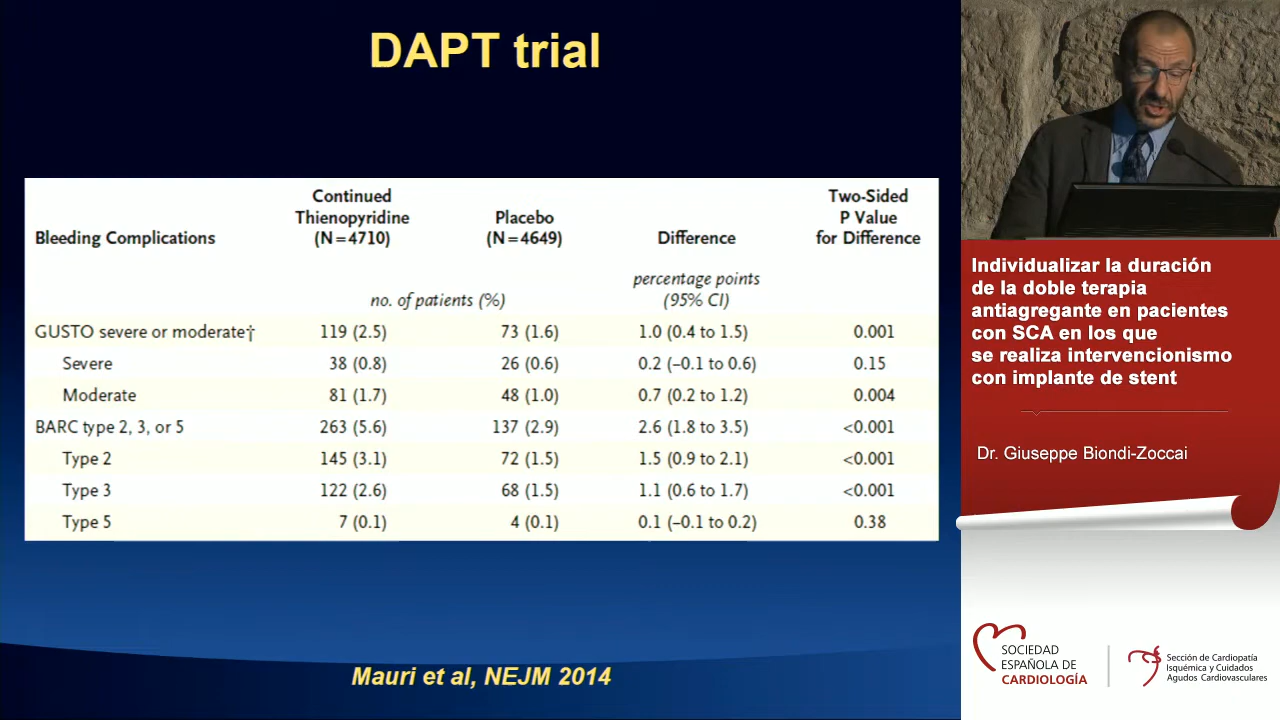 DAPT trial
Bleeding Complications
Continued
Thienopyridine
(N=4710)
Placebo
(N=4649)
Difference
Two-Sided
P Value
for Difference
no. of patients (%)
percentage points
(95% CI)
GUSTO severe or moderate† 119 (2.5) 73 (1.6) 1.0 (0.4 to 1.5) 0.001
Severe 38 (0.8) 26 (0.6) 0.2 (–0.1 to 0.6) 0.15
Moderate 81 (1.7) 48 (1.0) 0.7 (0.2 to 1.2) 0.004
BARC type 2, 3, or 5 263 (5.6) 137 (2.9) 2.6 (1.8 to 3.5) <0.001
Type 2 145 (3.1) 72 (1.5) 1.5 (0.9 to 2.1) <0.001
Type 3 122 (2.6) 68 (1.5) 1.1 (0.6 to 1.7) <0.001
Type 5 7 (0.1) 4 (0.1) 0.1 (–0.1 to 0.2) 0.38
Mauri et al, NEJM 2014
Individualizar la duración
de la doble terapia
antiagregante en pacientes
con SCA en los que
se realiza intervencionismo
con implante de stent
Dr. Giuseppe Biondi-Zoccai
SOCIEDAD
ESPAÑOLA DE
CARDIOLOGÍA
Sección de Cardiopatía
Isquémica y Cuidados
Agudos Cardiovasculares